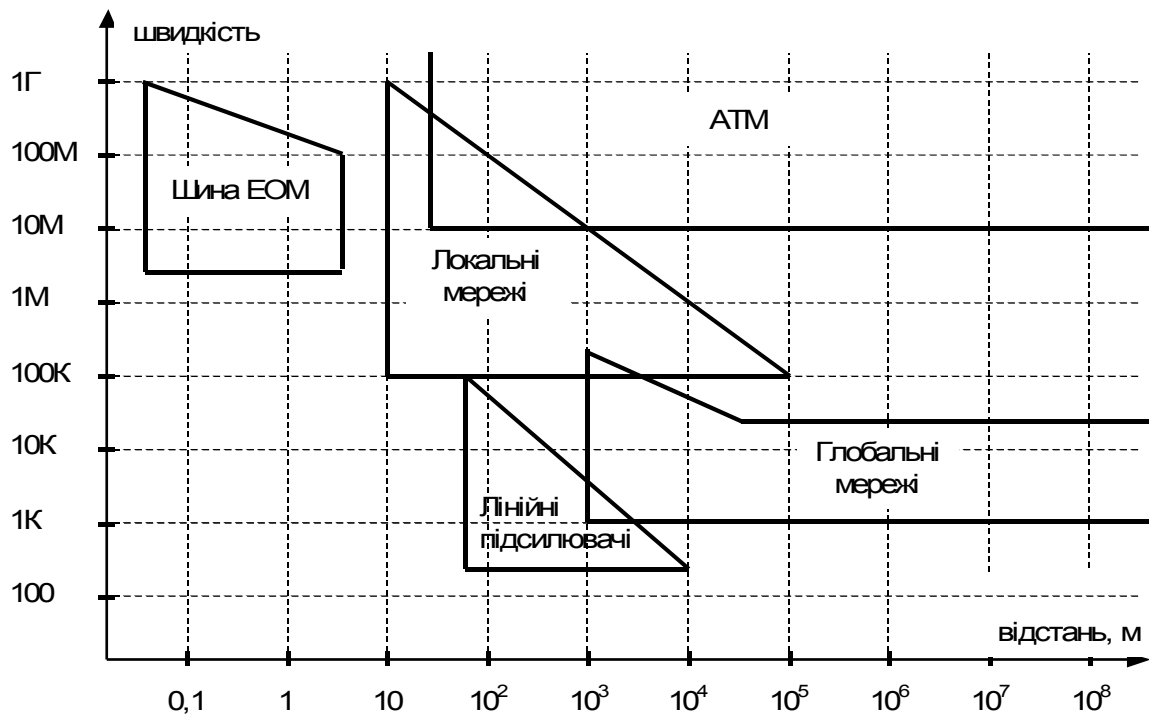 швидкість
1Г
АТМ
100М
Шина ЕОМ
10М
Локальні
мережі
1М
100К
10К
Глобальні
мережі
Лінійні
підсилювачі
1К
100
відстань, м
0,1 1 10 10² 10³ 10⁴ 10⁵ 10⁶ 10⁷ 10⁸